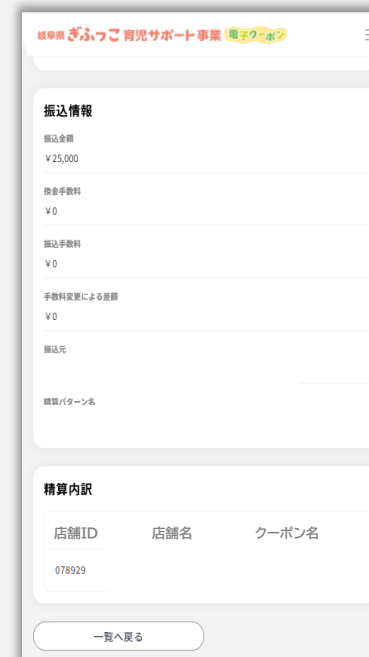 岐阜県 ぎふっこ 育児サポート事業 電子クーポン
振込情報
振込金額
￥25,000
換金手数料
￥0
振込手数料
￥0
手数料変更による差額
￥0
振込元
精算パターン名
精算内訳
店舗ID 店舗名 クーポン名
078929
一覧へ戻る